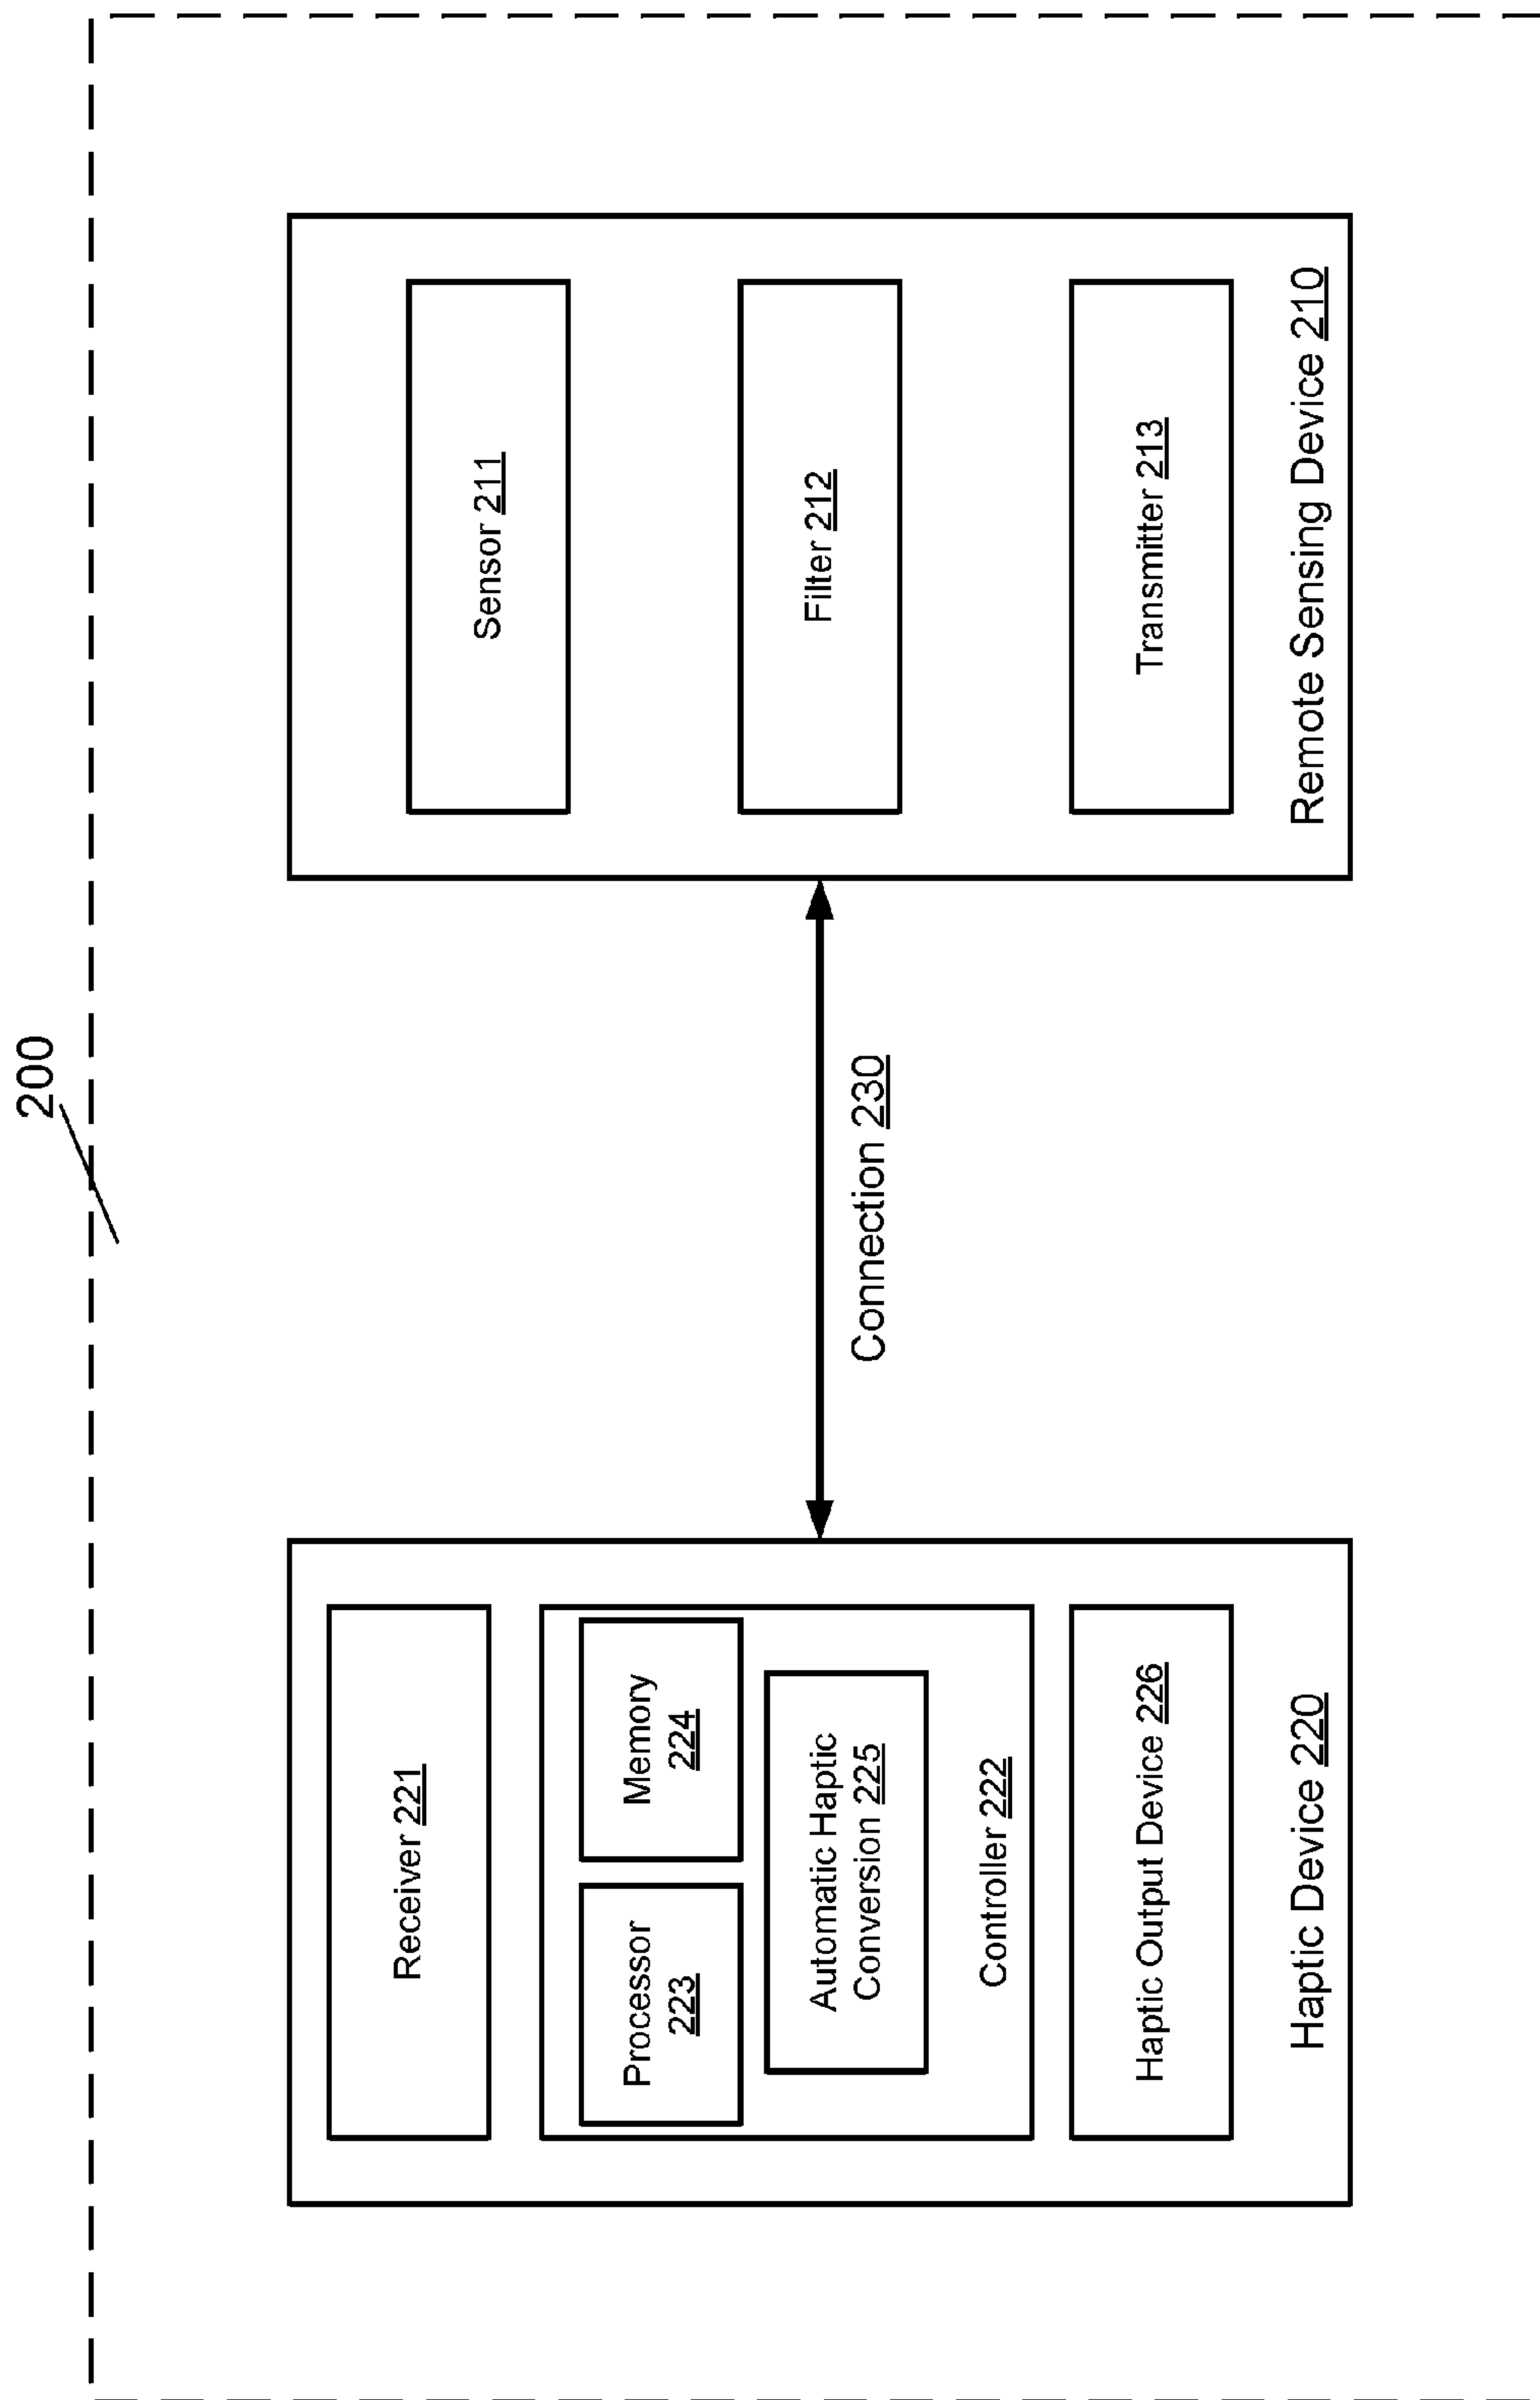 200
Receiver 221
Processor
223
Memory
224
Automatic Haptic
Conversion 225
Controller 222
Haptic Output Device 226
Haptic Device 220
Connection 230
Sensor 211
Filter 212
Transmitter 213
Remote Sensing Device 210